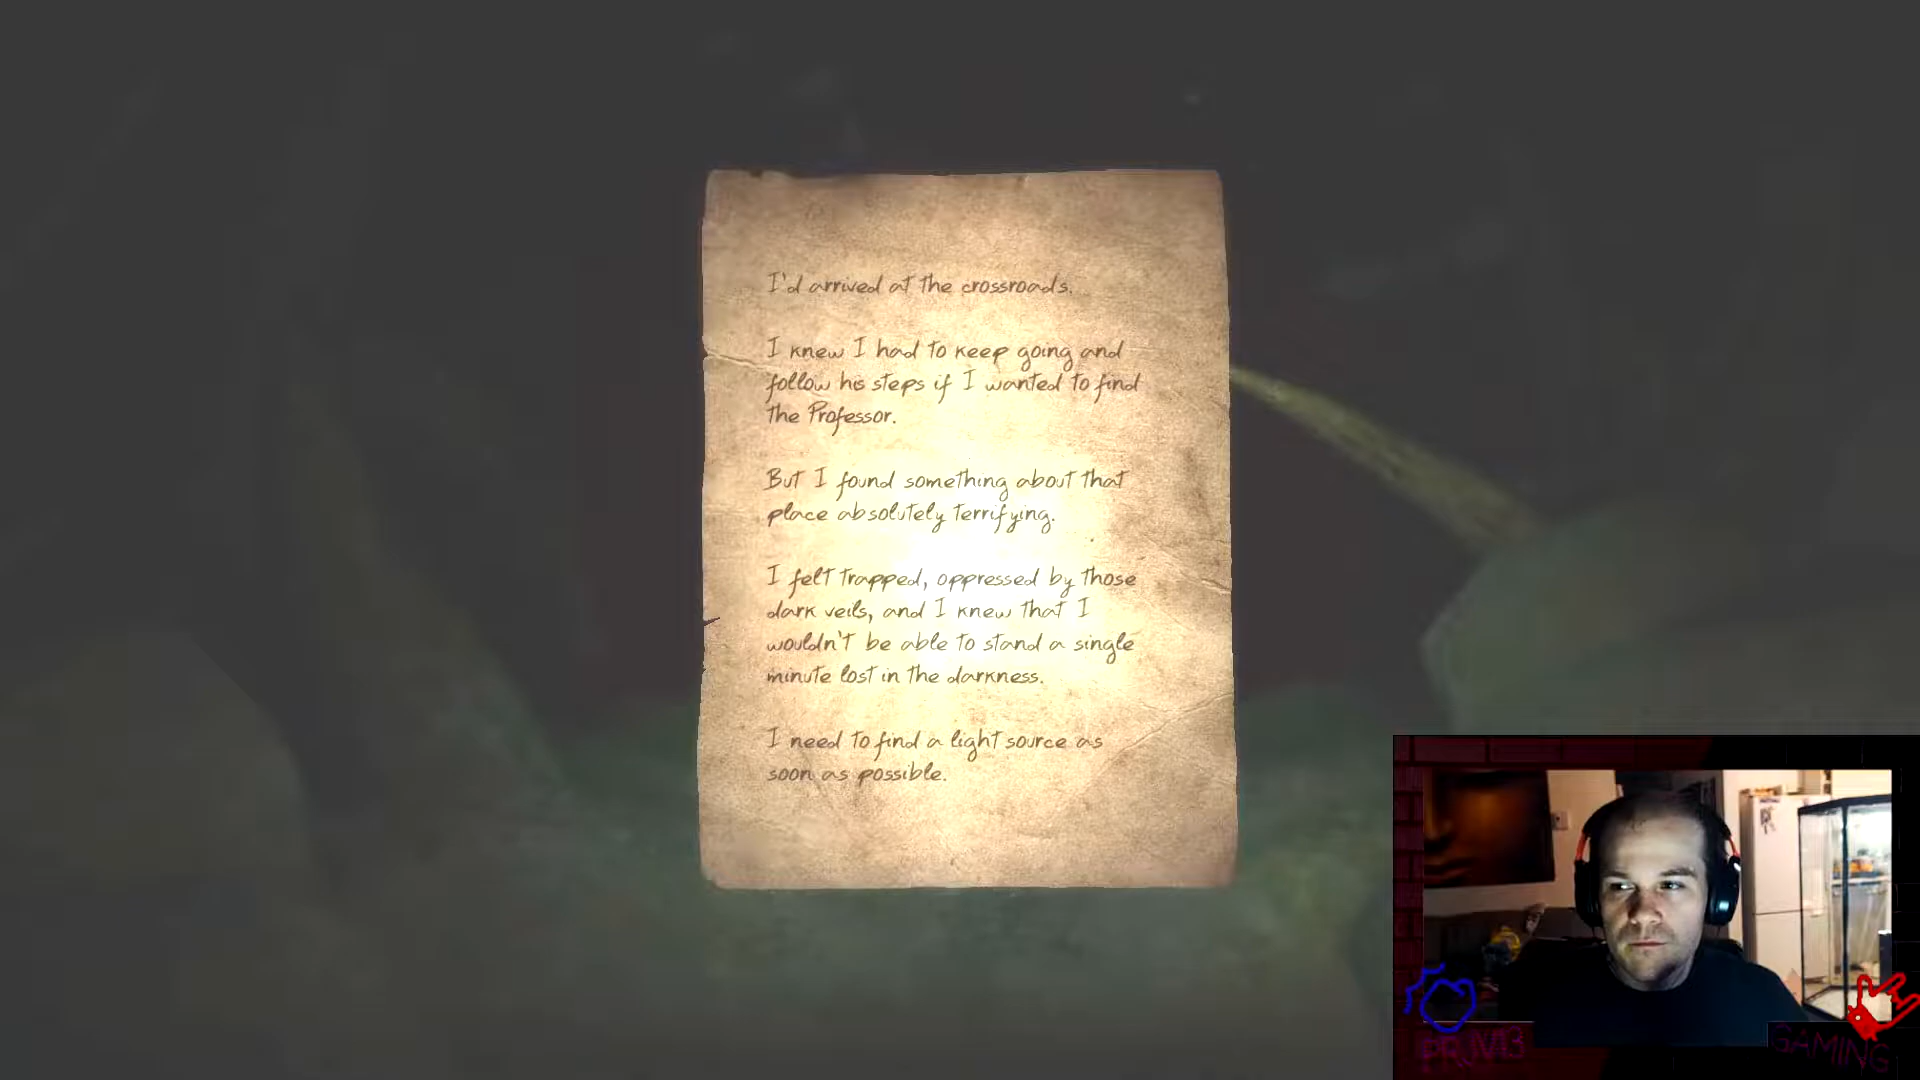 I'd arrived at the crossroads.
I knew I had to keep going and
follow his steps if I wanted to find
the Professor.
But I found something about that
place absolutely terrifying.
I felt trapped, oppressed by those
dark veils, and I knew that I
wouldn't be able to stand a single
minute lost in the darkness.
I need to find a light source as
soon as possible.
GAMING